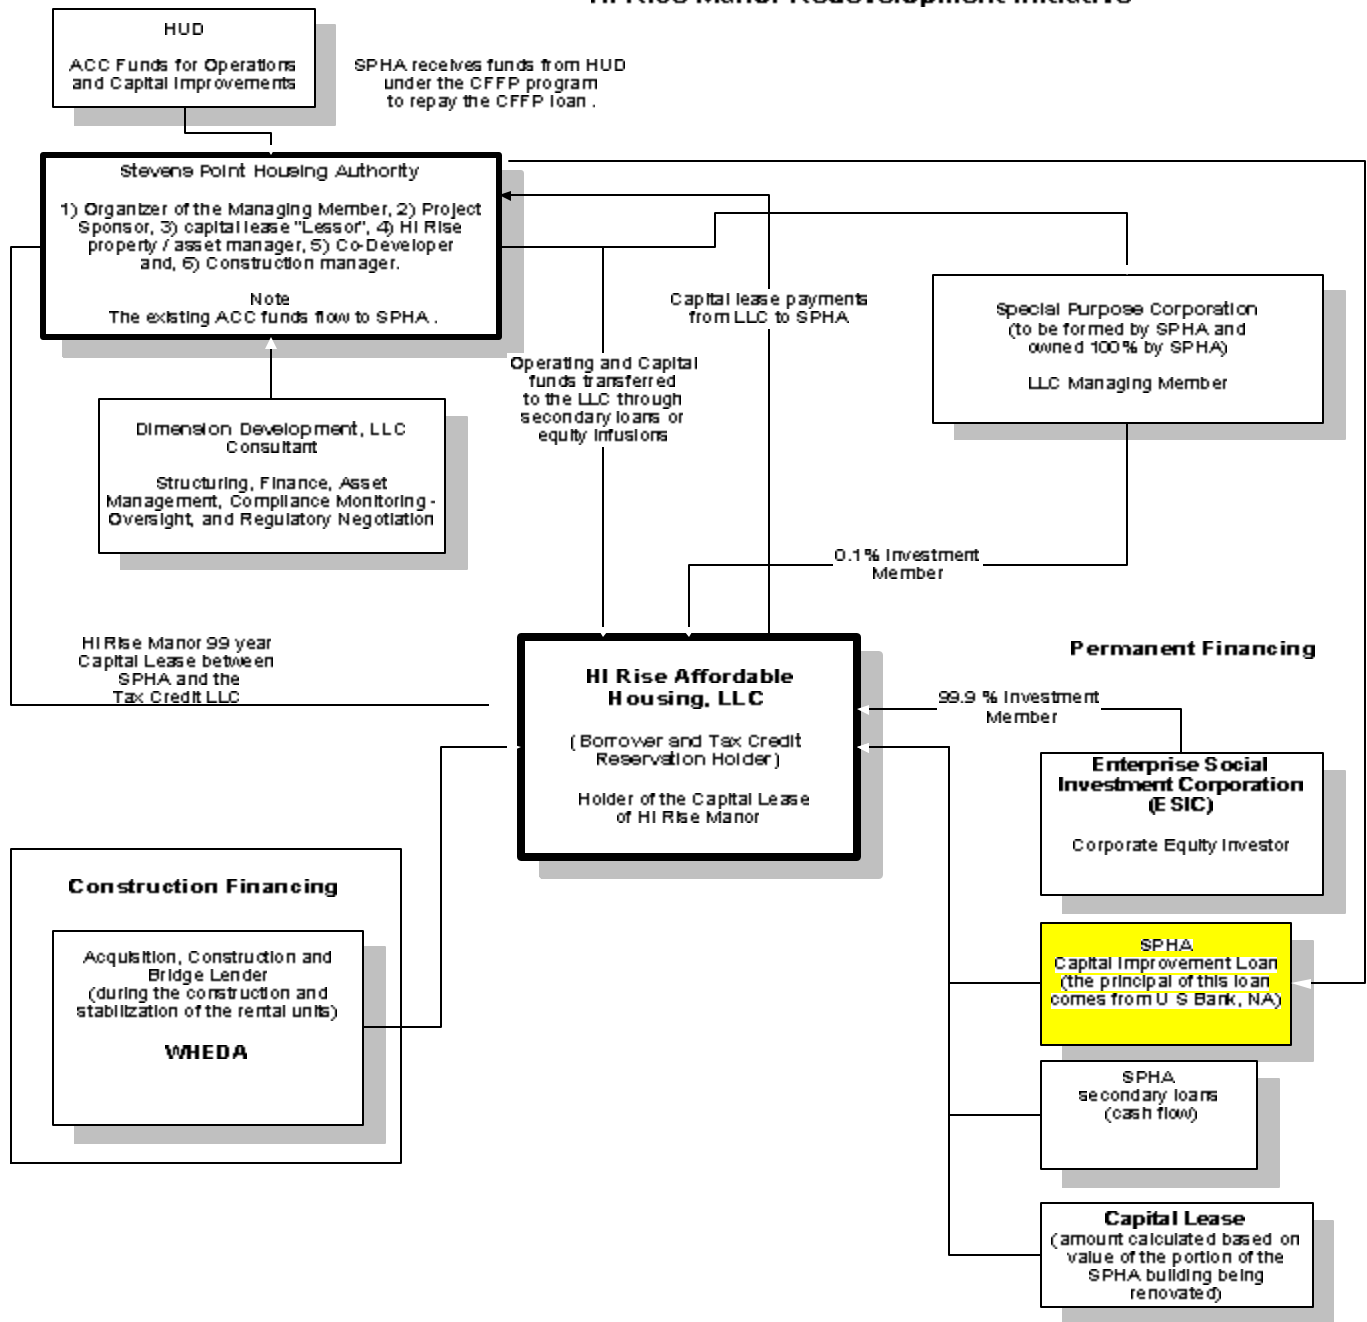 Hi Rise Manor Redevelopment Initiative
HUD
ACC Funds for Operations
and Capital Improvements
SPHA receives funds from HUD
under the CFFP program
to repay the CFFP loan .
Stevens Point Housing Authority
1) Organizer of the Managing Member, 2) Project
Sponsor, 3) capital lease "Lessor", 4) Hi Rise
property / asset manager, 5) Co-Developer
and, 6) Construction manager.
Note
The existing ACC funds flow to SPHA .
Capital lease payments
from LLC to SPHA
Special Purpose Corporation
(to be formed by SPHA and
owned 100% by SPHA)
LLC Managing Member
Operating and Capital
funds transferred
to the LLC through
secondary loans or
equity infusions
Dimension Development, LLC
Consultant
Structuring, Finance, Asset
Management, Compliance Monitoring -
Oversight, and Regulatory Negotiation
0.1% Investment
Member
Hi Rise Manor 99 year
Capital Lease between
SPHA and the
Tax Credit LLC
Hi Rise Affordable
Housing, LLC
(Borrower and Tax Credit
Reservation Holder)
Holder of the Capital Lease
of Hi Rise Manor
Permanent Financing
99.9 % Investment
Member
Enterprise Social
Investment Corporation
(ESIC)
Corporate Equity Investor
Construction Financing
Acquisition, Construction and
Bridge Lender
(during the construction and
stabilization of the rental units)
WHEDA
SPHA
Capital Improvement Loan
(the principal of this loan
comes from U S Bank, NA)
SPHA
secondary loans
(cash flow)
Capital Lease
(amount calculated based on
value of the portion of the
SPHA building being
renovated)